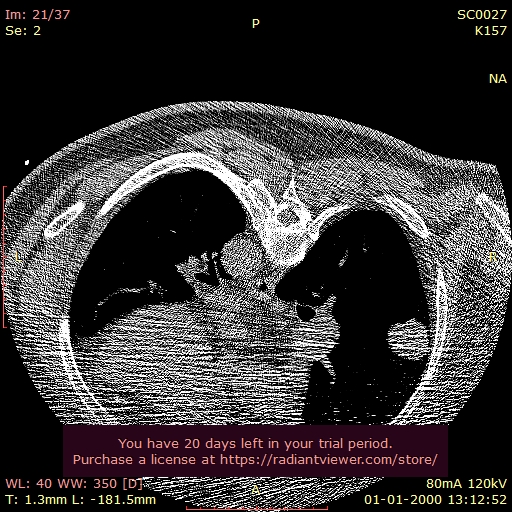 Im: 21/37
Se: 2
P
SC0027
K157
NA
L
R
You have 20 days left in your trial period.
Purchase a license at https://radiantviewer.com/store/
A
WL: 40 WW: 350 [D]
T: 1.3mm L: -181.5mm
80mA 120kV
01-01-2000 13:12:52